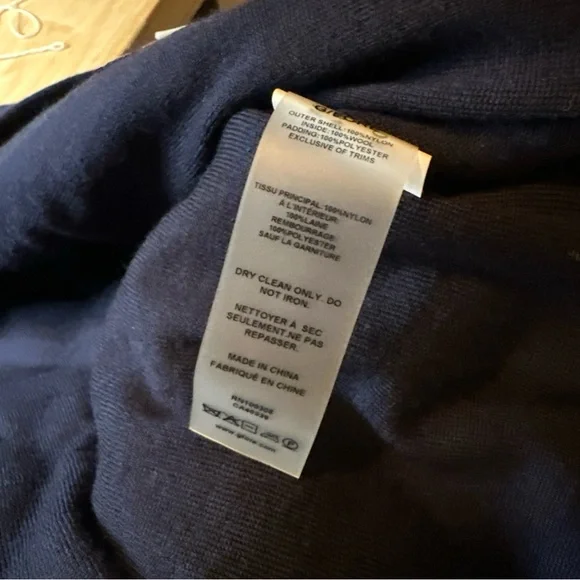 OUTER SHELL:100%NYLON
INSIDE:100%WOOL
PADDING:100%POLYESTER
EXCLUSIVE OF TRIMS
TISSU PRINCIPAL:100%NYLON
À L'INTÉRIEUR:
100%LAINE
REMBOURRAGE:
100%POLYESTER
SAUF LA GARNITURE
DRY CLEAN ONLY. DO
NOT IRON.
NETTOYER À SEC
SEULEMENT.NE PAS
REPASSER.
MADE IN CHINA
FABRIQUÉ EN CHINE